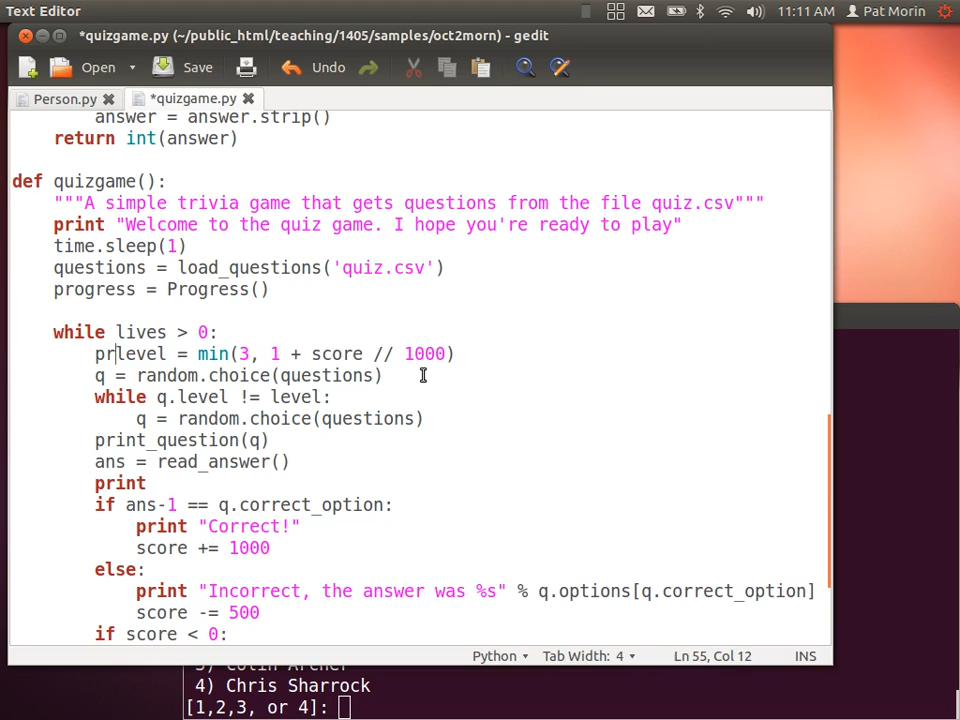 Text Editor
11:11 AM Pat Morin
*quizgame.py (~/public_html/teaching/1405/samples/oct2morn) - gedit
Open Save Undo
Person.py *quizgame.py
answer = answer.strip()
return int(answer)
def quizgame():
"""A simple trivia game that gets questions from the file quiz.csv"""
print "Welcome to the quiz game. I hope you're ready to play"
time.sleep(1)
questions = load_questions('quiz.csv')
progress = Progress()
while lives > 0:
prlevel = min(3, 1 + score // 1000)
q = random.choice(questions)
while q.level != level:
q = random.choice(questions)
print_question(q)
ans = read_answer()
print
if ans-1 == q.correct_option:
print "Correct!"
score += 1000
else:
print "Incorrect, the answer was %s" % q.options[q.correct_option]
score -= 500
if score < 0:
Python Tab Width: 4 Ln 55, Col 12 INS
3) Colin Archer
4) Chris Sharrock
[1,2,3, or 4]: